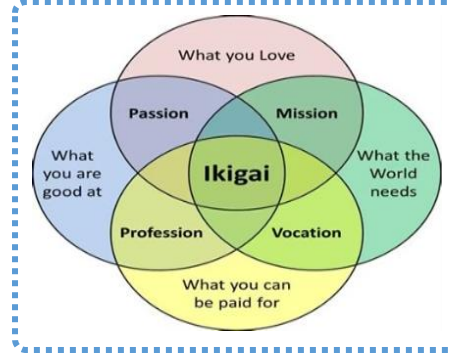 What you Love
Passion
Mission
What
you are
good at
Ikigai
What the
World
needs
Profession
Vocation
What you can
be paid for